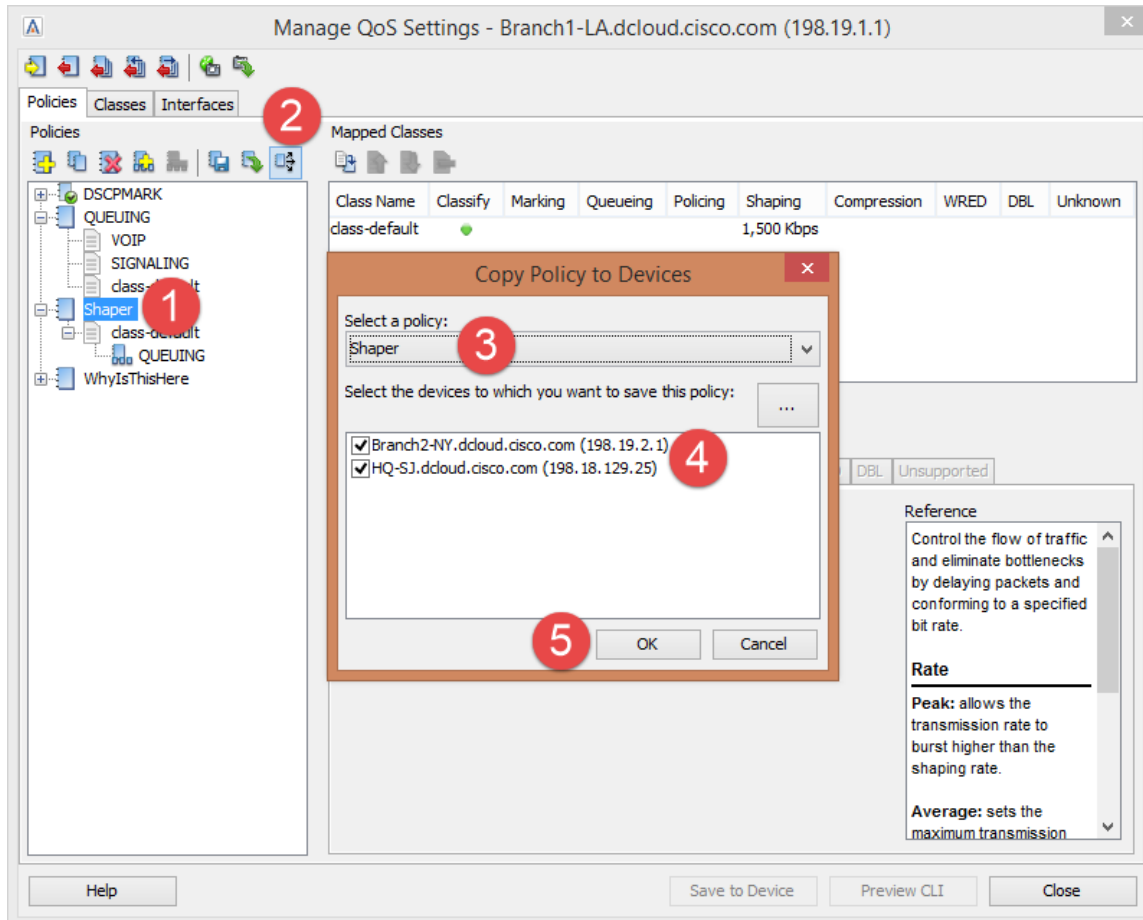 Manage QoS Settings - Branch1-LA.dcloud.cisco.com (198.19.1.1)
Policies Classes Interfaces
2
Policies
Mapped Classes
DSCPMARK
QUEUING
VOIP
SIGNALING
class-default
Shaper
1
class-default
QUEUING
WhyIsThisHere
Class Name Classify Marking Queueing Policing Shaping Compression WRED DBL Unknown
class-default 1,500 Kbps
Copy Policy to Devices
Select a policy:
Shaper
3
Select the devices to which you want to save this policy:
...
Branch2-NY.dcloud.cisco.com (198.19.2.1)
HQ-SJ.dcloud.cisco.com (198.18.129.25)
4
5
OK Cancel
DBL Unsupported
Reference
Control the flow of traffic
and eliminate bottlenecks
by delaying packets and
conforming to a specified
bit rate.
Rate
Peak: allows the
transmission rate to
burst higher than the
shaping rate.
Average: sets the
maximum transmission
Help Save to Device Preview CLI Close